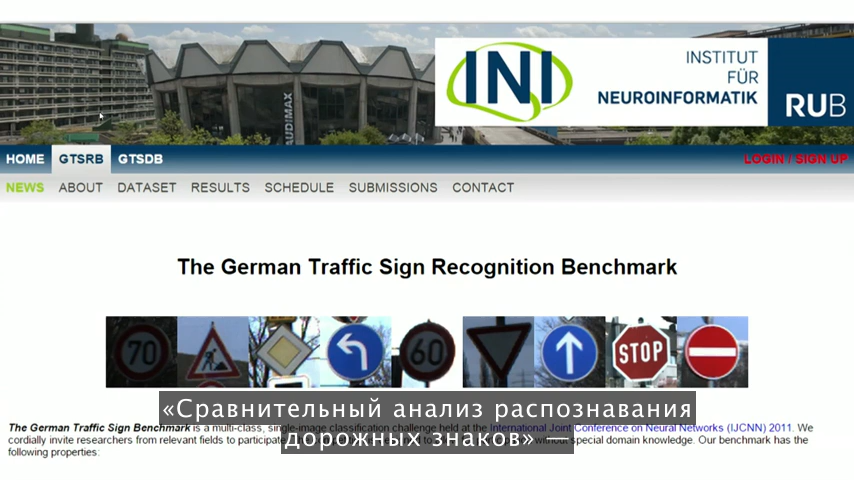 INI
INSTITUT
FÜR
NEUROINFORMATIK
RUB
AUDIMAX
HOME GTSRB GTSDB LOGIN / SIGN UP
NEWS ABOUT DATASET RESULTS SCHEDULE SUBMISSIONS CONTACT
The German Traffic Sign Recognition Benchmark
70 60 STOP
«Сравнительный анализ распознавания
дорожных знаков» —
The German Traffic Sign Benchmark is a multi-class, single-image classification challenge held at the International Joint Conference on Neural Networks (IJCNN) 2011. We
cordially invite researchers from relevant fields to participate without special domain knowledge. Our benchmark has the
following properties: